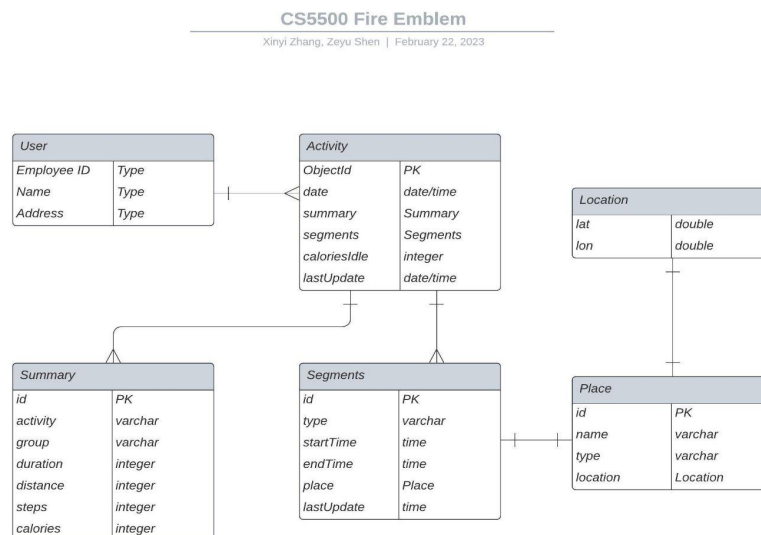 CS5500 Fire Emblem
Xinyi Zhang, Zeyu Shen | February 22, 2023
User
Employee ID Type
Name Type
Address Type
Activity
ObjectId PK
date date/time
summary Summary
segments Segments
caloriesIdle integer
lastUpdate date/time
Location
lat double
lon double
Summary
id PK
activity varchar
group varchar
duration integer
distance integer
steps integer
calories integer
Segments
id PK
type varchar
startTime time
endTime time
place Place
lastUpdate time
Place
id PK
name varchar
type varchar
location Location